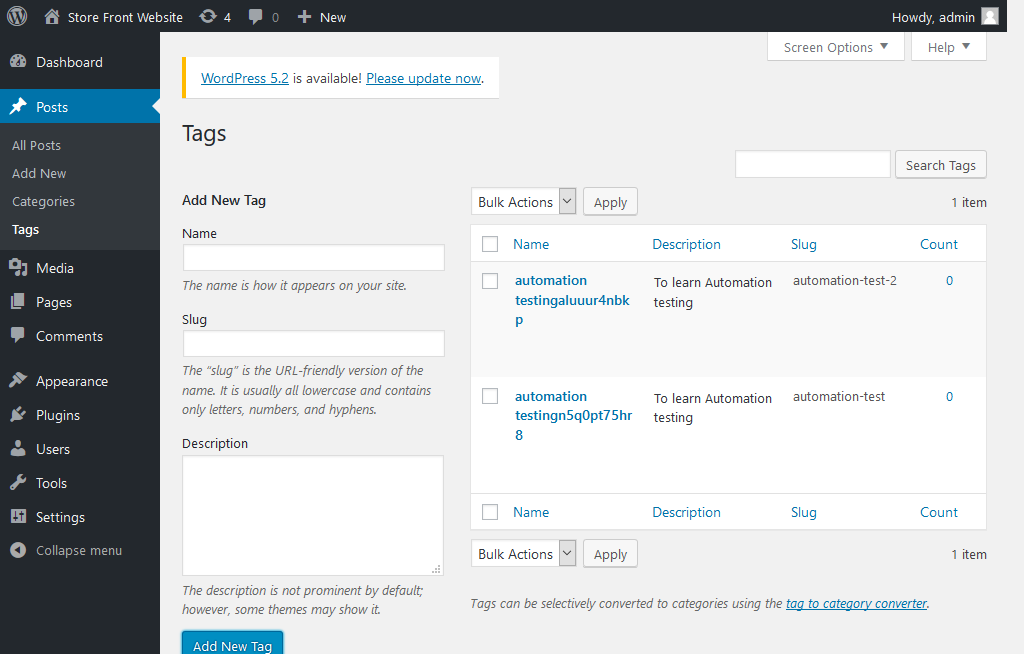 Store Front Website 4 0 New Howdy, admin
Screen Options Help
Dashboard
Posts
All Posts
Add New
Categories
Tags
Media
Pages
Comments
Appearance
Plugins
Users
Tools
Settings
Collapse menu
WordPress 5.2 is available! Please update now.
Tags
Search Tags
Add New Tag
Name
The name is how it appears on your site.
Slug
The “slug” is the URL-friendly version of the
name. It is usually all lowercase and contains
only letters, numbers, and hyphens.
Description
The description is not prominent by default;
however, some themes may show it.
Add New Tag
Bulk Actions Apply 1 item
Name Description Slug Count
automation To learn Automation automation-test-2 0
testingaluuur4nbk testing
p
automation To learn Automation automation-test 0
testingn5q0pt75hr testing
8
Name Description Slug Count
Bulk Actions Apply 1 item
Tags can be selectively converted to categories using the tag to category converter.